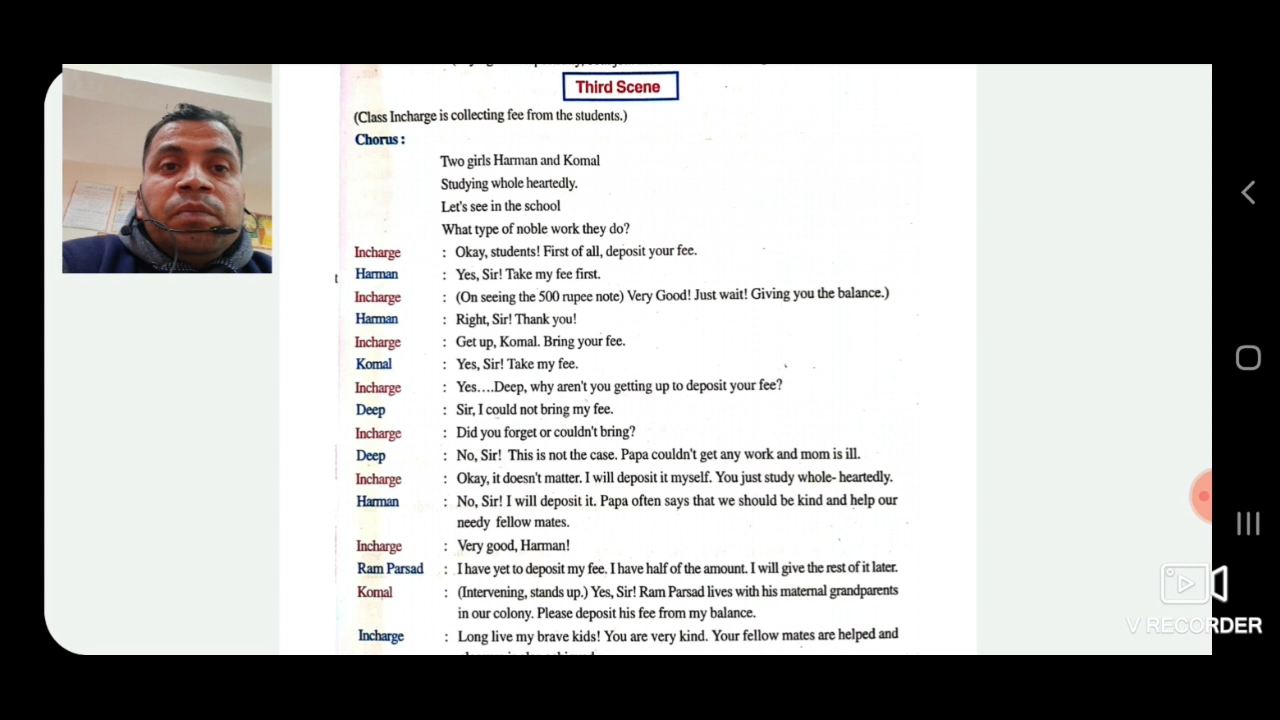 Third Scene
(Class Incharge is collecting fee from the students.)
Chorus :
Two girls Harman and Komal
Studying whole heartedly.
Let's see in the school
What type of noble work they do?
Incharge : Okay, students! First of all, deposit your fee.
Harman : Yes, Sir! Take my fee first.
Incharge : (On seeing the 500 rupee note) Very Good! Just wait! Giving you the balance.)
Harman : Right, Sir! Thank you!
Incharge : Get up, Komal. Bring your fee.
Komal : Yes, Sir! Take my fee.
Incharge : Yes....Deep, why aren't you getting up to deposit your fee?
Deep : Sir, I could not bring my fee.
Incharge : Did you forget or couldn't bring?
Deep : No, Sir! This is not the case. Papa couldn't get any work and mom is ill.
Incharge : Okay, it doesn't matter. I will deposit it myself. You just study whole- heartedly.
Harman : No, Sir! I will deposit it. Papa often says that we should be kind and help our
needy fellow mates.
Incharge : Very good, Harman!
Ram Parsad : I have yet to deposit my fee. I have half of the amount. I will give the rest of it later.
Komal : (Intervening, stands up.) Yes, Sir! Ram Parsad lives with his maternal grandparents
in our colony. Please deposit his fee from my balance.
Incharge : Long live my brave kids! You are very kind. Your fellow mates are helped and
V RECORDER